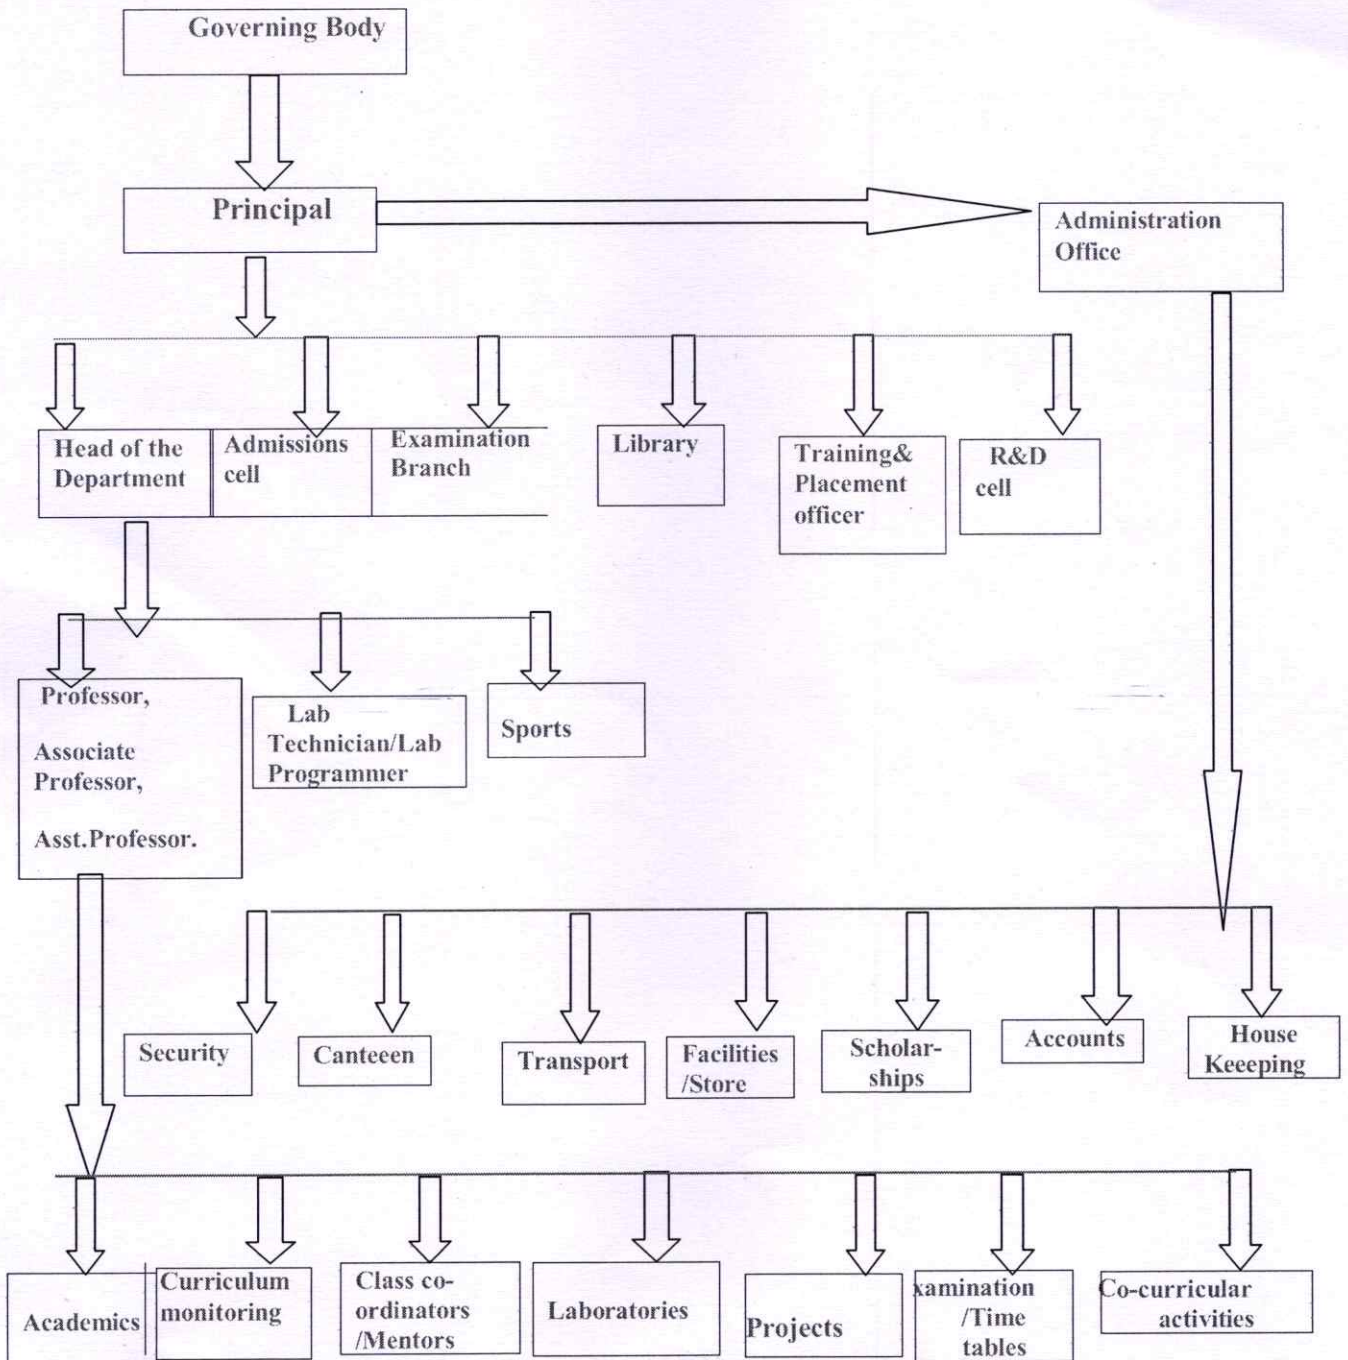 Governing Body
Principal
Administration
Office
Head of the
Department
Admissions
cell
Examination
Branch
Library
Training&
Placement
officer
R&D
cell
Professor,
Associate
Professor,
Asst.Professor.
Lab
Technician/Lab
Programmer
Sports
Security
Canteeen
Transport
Facilities
/Store
Scholar-
ships
Accounts
House
Keeeping
Academics
Curriculum
monitoring
Class co-
ordinators
/Mentors
Laboratories
Projects
xamination
/Time
tables
Co-curricular
activities